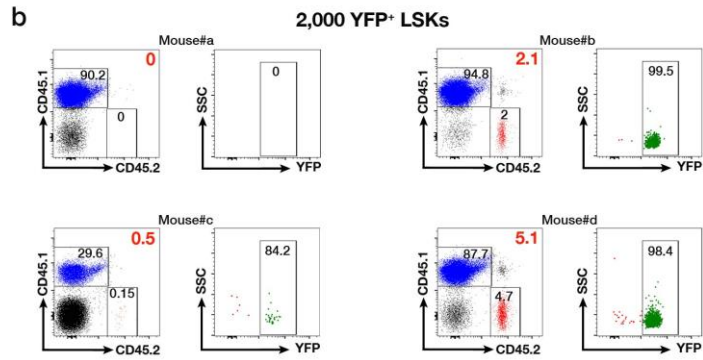 b
2,000 YFP⁺ LSKs
Mouse#a
0
90.2
0
CD45.1
CD45.2
0
SSC
YFP
Mouse#b
2.1
94.8
2
CD45.1
CD45.2
99.5
SSC
YFP
Mouse#c
0.5
29.6
0.15
CD45.1
CD45.2
84.2
SSC
YFP
Mouse#d
5.1
87.7
4.7
CD45.1
CD45.2
98.4
SSC
YFP